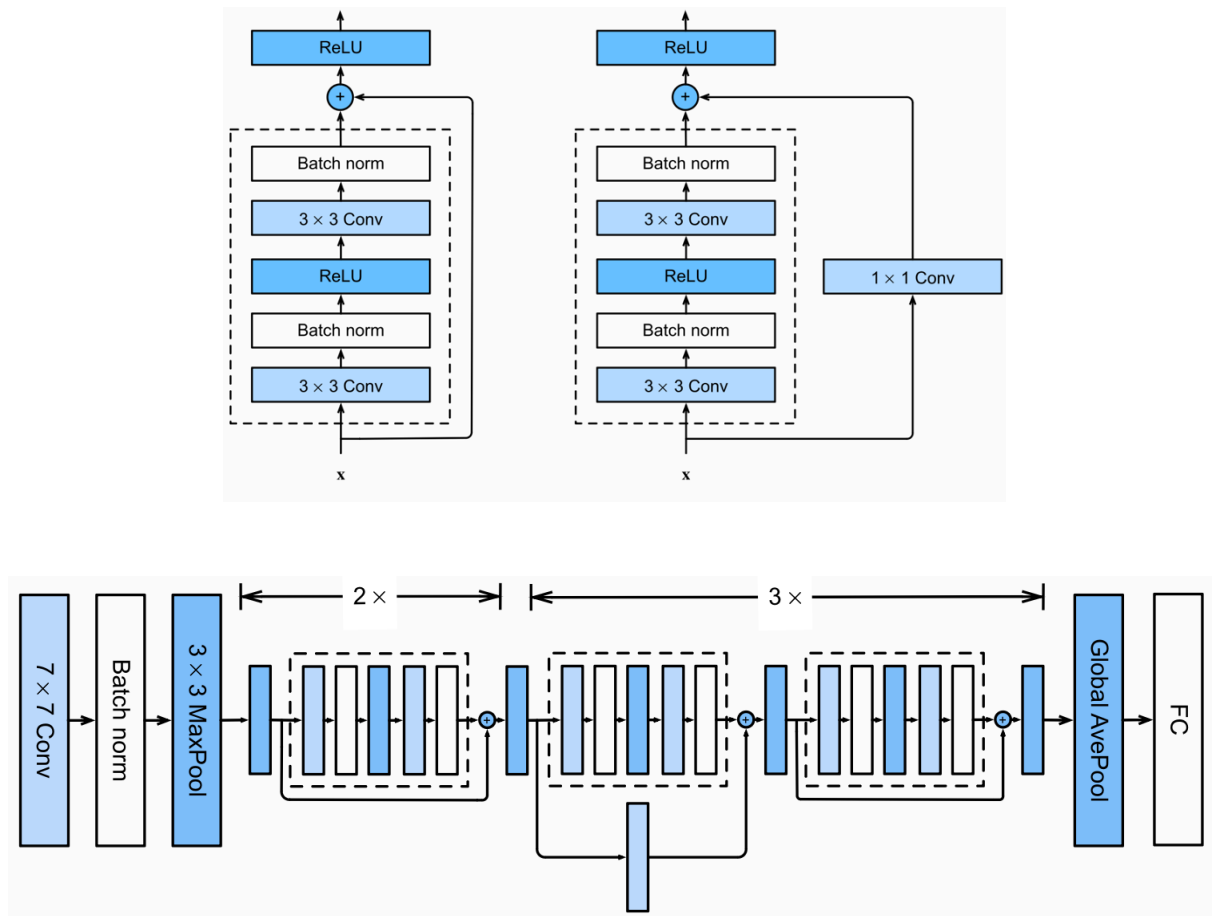 ReLU
+
Batch norm
3 × 3 Conv
ReLU
Batch norm
3 × 3 Conv
x
ReLU
+
Batch norm
3 × 3 Conv
ReLU
Batch norm
3 × 3 Conv
x
1 × 1 Conv
2 ×
3 ×
7 × 7 Conv
Batch norm
3 × 3 MaxPool
+
+
+
Global AvePool
FC